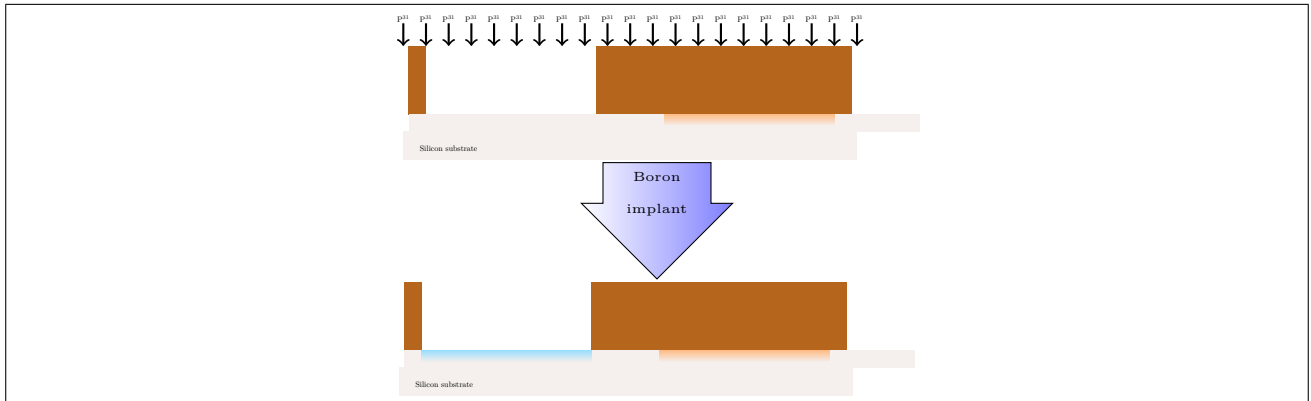 P³¹ P³¹ P³¹ P³¹ P³¹ P³¹ P³¹ P³¹ P³¹ P³¹ P³¹ P³¹ P³¹ P³¹ P³¹ P³¹ P³¹ P³¹ P³¹ P³¹ P³¹
Silicon substrate
Boron
implant
Silicon substrate